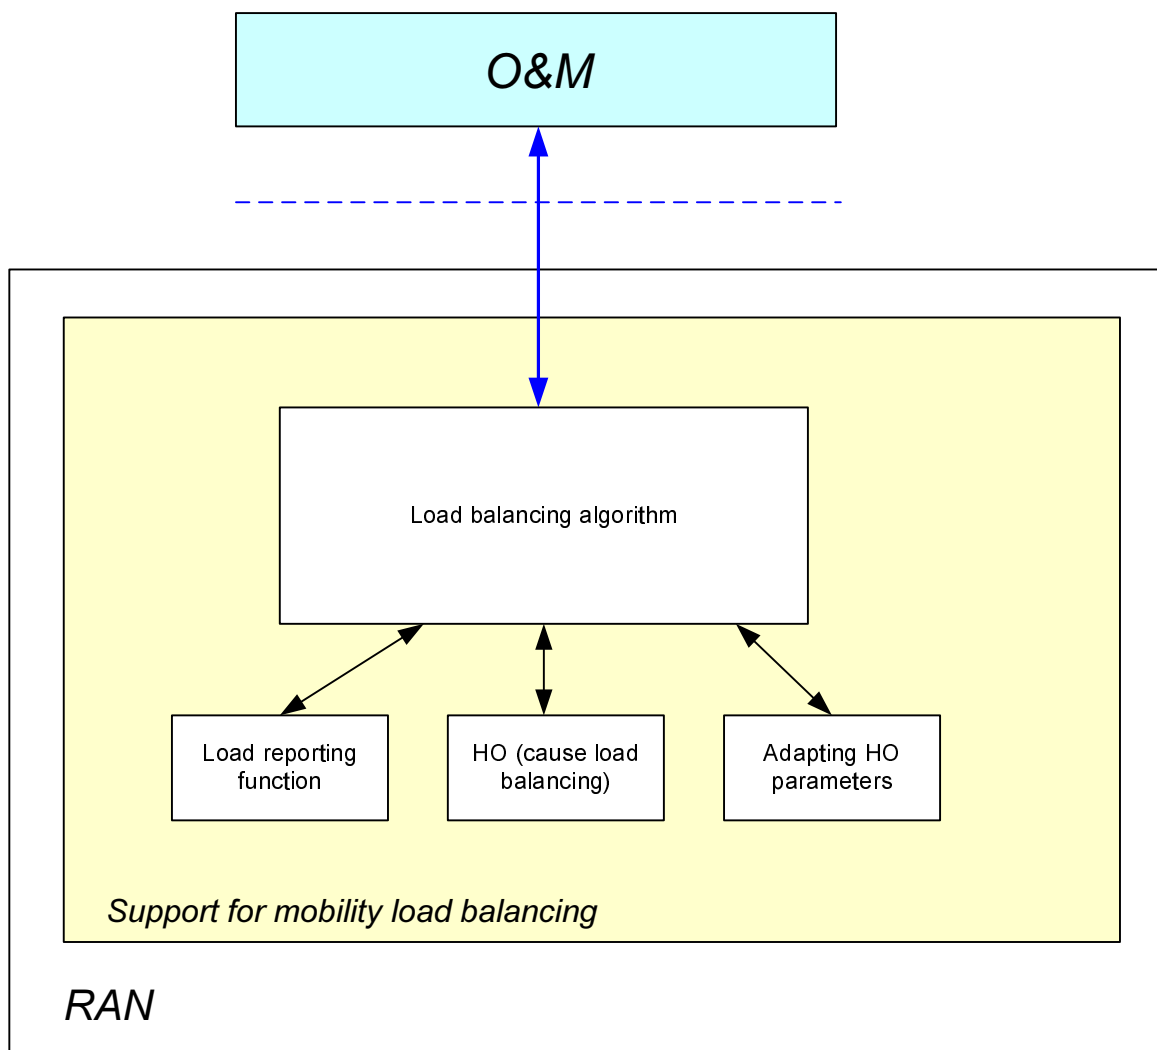 O&M
Load balancing algorithm
Load reporting
function
HO (cause load
balancing)
Adapting HO
parameters
Support for mobility load balancing
RAN